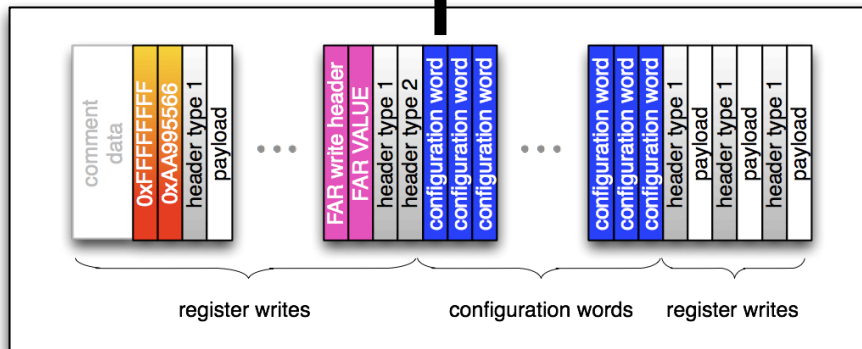 comment
data
0xFFFFFFFF
0xAA995566
header type 1
payload
FAR write header
FAR VALUE
header type 1
header type 2
configuration word
configuration word
configuration word
configuration word
configuration word
configuration word
header type 1
payload
header type 1
payload
header type 1
payload
register writes
configuration words
register writes